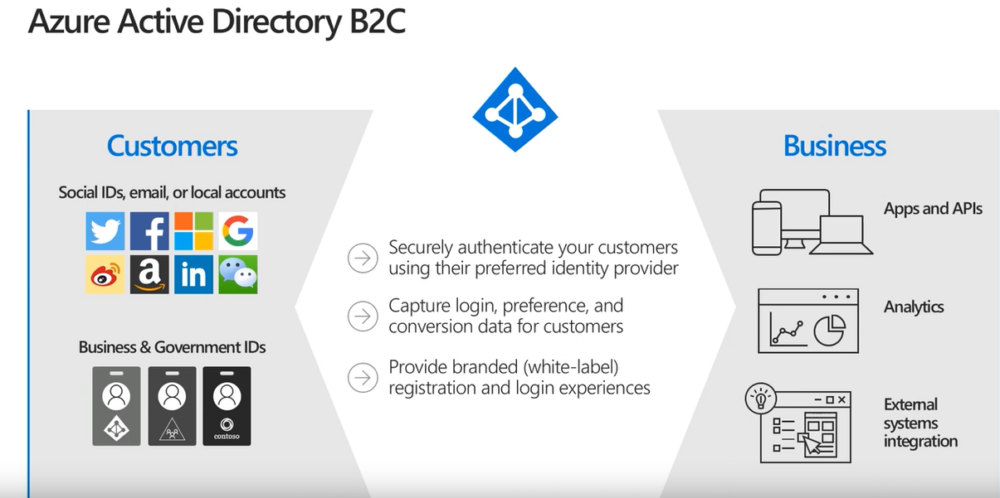 Azure Active Directory B2C
Customers
Social IDs, email, or local accounts
a
in
Business & Government IDs
contoso
Securely authenticate your customers
using their preferred identity provider
Capture login, preference, and
conversion data for customers
Provide branded (white-label)
registration and login experiences
Business
Apps and APIs
Analytics
External
systems
integration